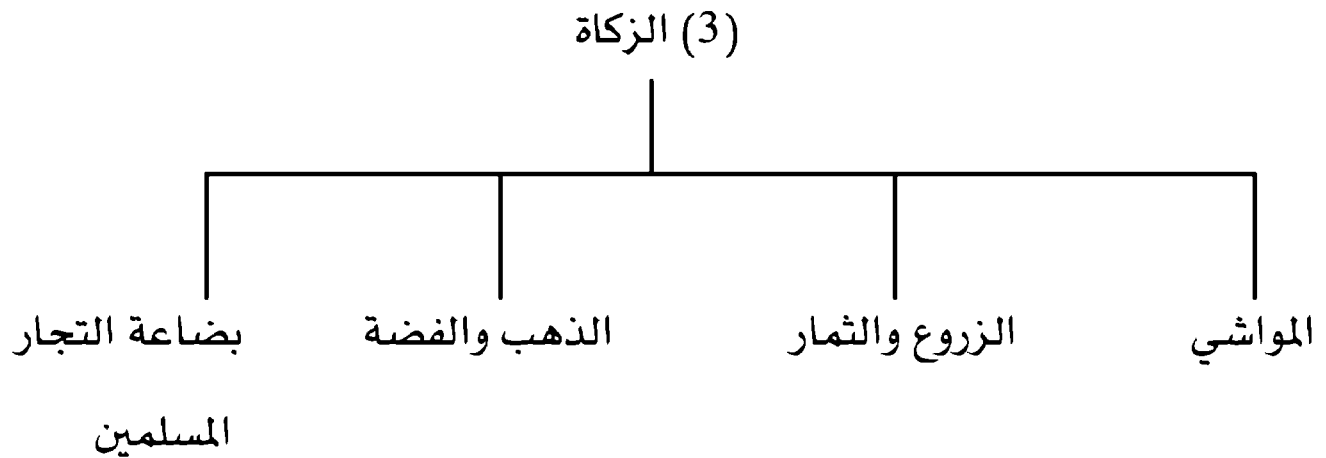 (3) الزكاة
المواشي
الزروع والثمار
الذهب والفضة
بضاعة التجار
المسلمين